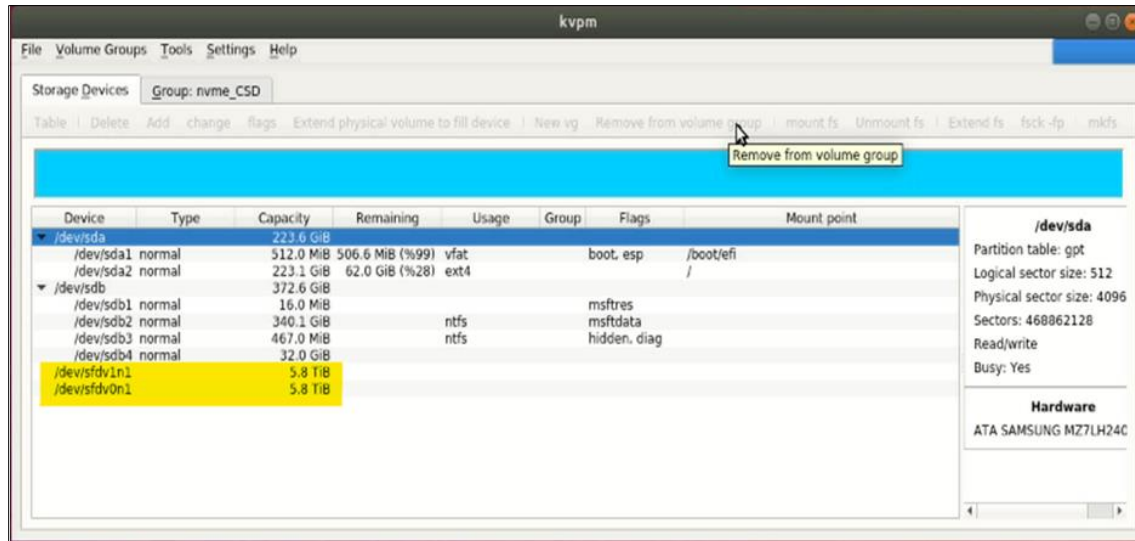 kvpm
File Volume Groups Tools Settings Help
Storage Devices Group: nvme_CSD
Table Delete Add change flags Extend physical volume to fill device New vg Remove from volume group mount fs Unmount fs Extend fs fsck -fp mkfs
Remove from volume group
Device Type Capacity Remaining Usage Group Flags Mount point
/dev/sda 223.6 GiB
/dev/sda1 normal 512.0 MiB 506.6 MiB (%99) vfat boot, esp /boot/efi
/dev/sda2 normal 223.1 GiB 62.0 GiB (%28) ext4 /
/dev/sdb 372.6 GiB
/dev/sdb1 normal 16.0 MiB msftres
/dev/sdb2 normal 340.1 GiB ntfs msftdata
/dev/sdb3 normal 467.0 MiB ntfs hidden, diag
/dev/sdb4 normal 32.0 GiB
/dev/sfdv1n1 5.8 TiB
/dev/sfdv0n1 5.8 TiB
/dev/sda
Partition table: gpt
Logical sector size: 512
Physical sector size: 4096
Sectors: 468862128
Read/write
Busy: Yes
Hardware
ATA SAMSUNG MZ7LH24C